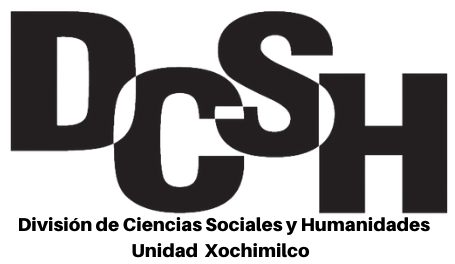 DCSH
División de Ciencias Sociales y Humanidades
Unidad Xochimilco